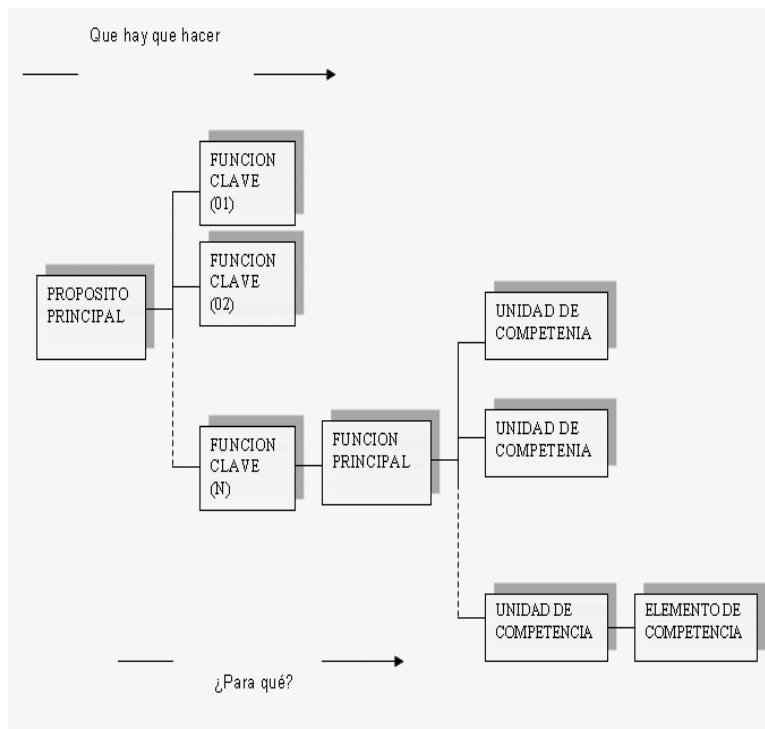 Que hay que hacer
FUNCION
CLAVE
(01)
FUNCION
CLAVE
(02)
PROPOSITO
PRINCIPAL
UNIDAD DE
COMPETENIA
UNIDAD DE
COMPETENIA
FUNCION
CLAVE
(N)
FUNCION
PRINCIPAL
UNIDAD DE
COMPETENCIA
ELEMENTO DE
COMPETENCIA
¿Para qué?